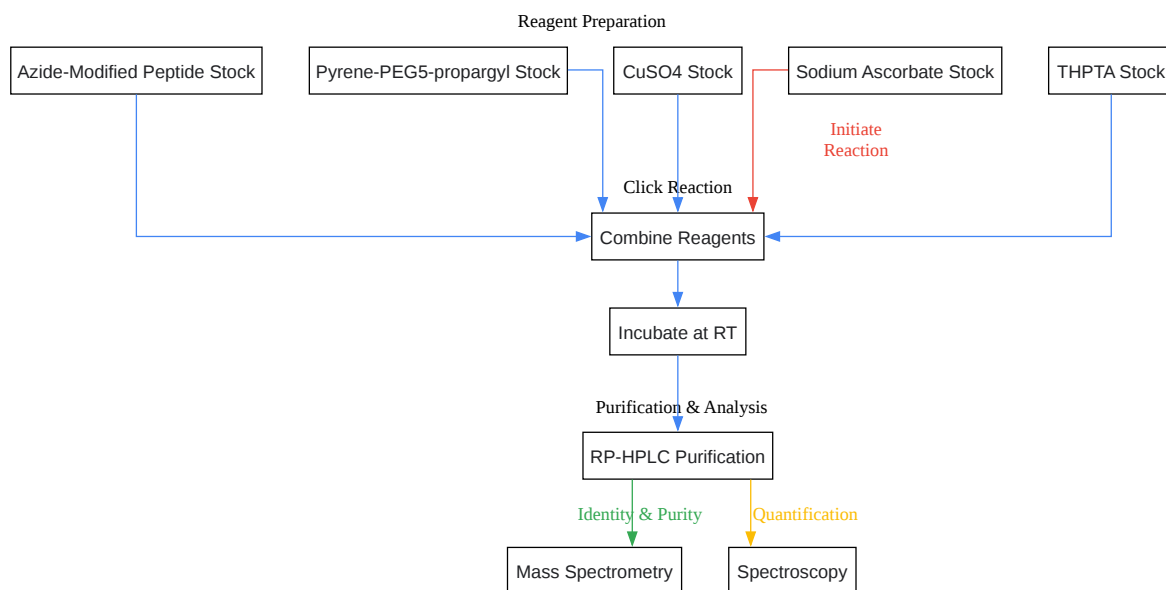 Reagent Preparation
Azide-Modified Peptide Stock
Pyrene-PEG5-propargyl Stock
CuSO4 Stock
Sodium Ascorbate Stock
THPTA Stock
Initiate
Reaction
Click Reaction
Combine Reagents
Incubate at RT
Purification & Analysis
RP-HPLC Purification
Identity & Purity
Quantification
Mass Spectrometry
Spectroscopy